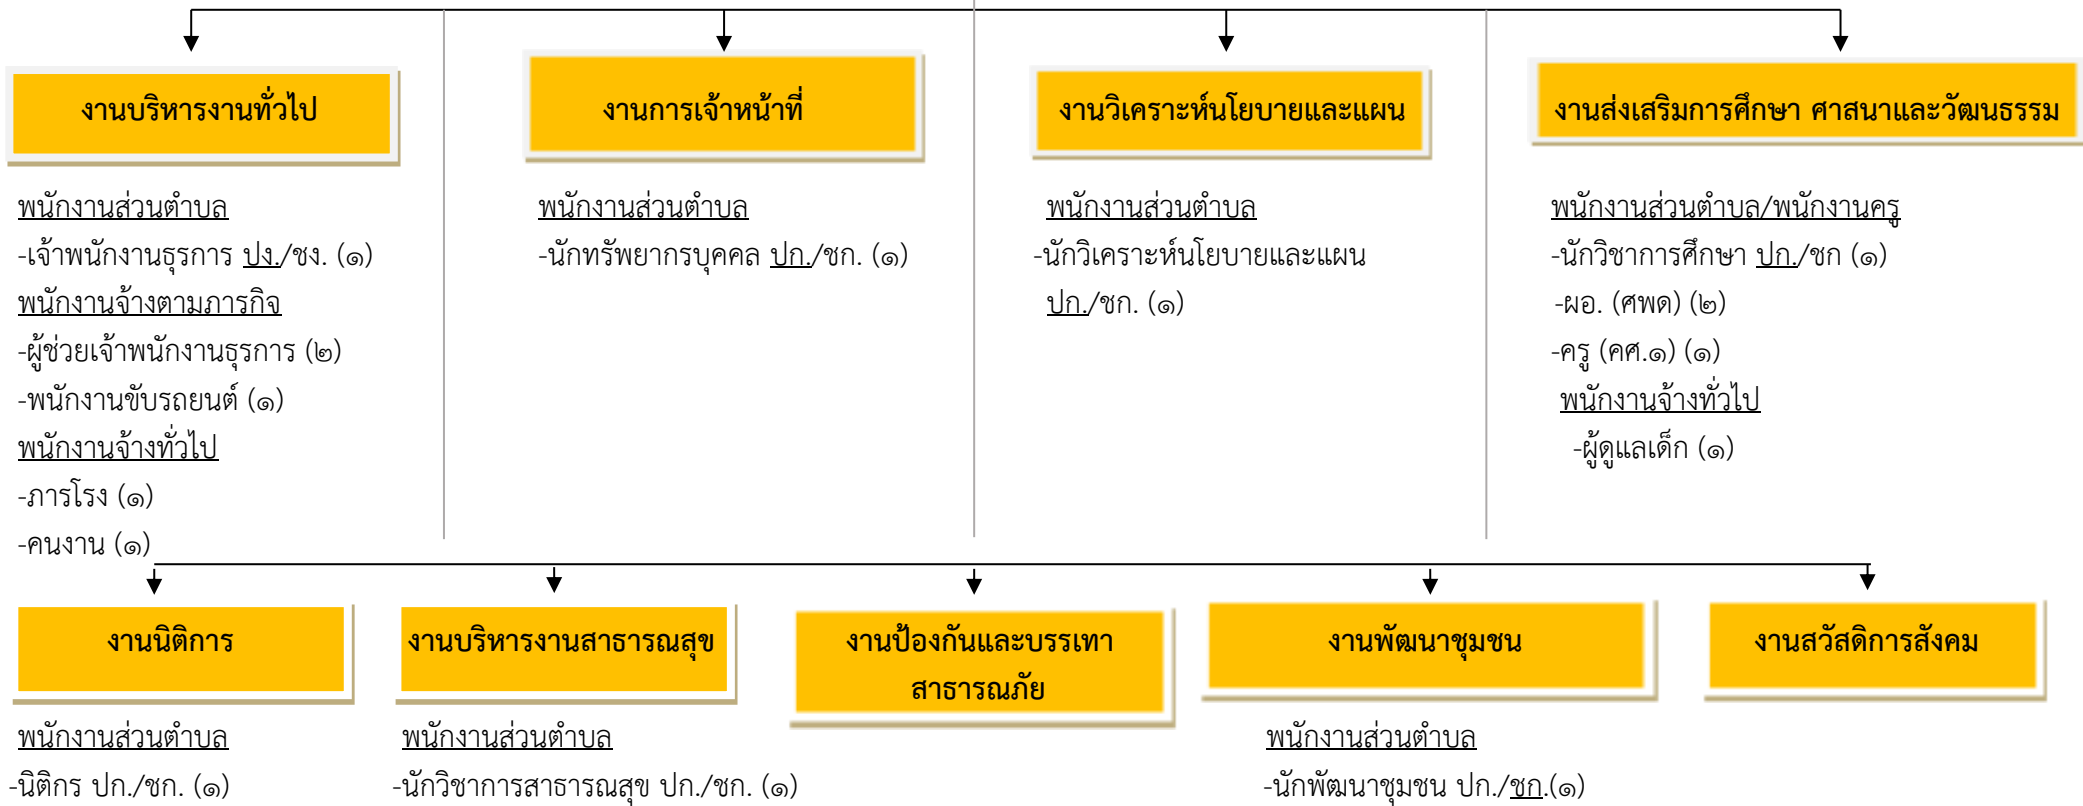 งานบริหารงานทั่วไป
พนักงานส่วนตำบล
-เจ้าพนักงานธุรการ ปง./ชง. (๑)
พนักงานจ้างตามภารกิจ
-ผู้ช่วยเจ้าพนักงานธุรการ (๒)
-พนักงานขับรถยนต์ (๑)
พนักงานจ้างทั่วไป
-ภารโรง (๑)
-คนงาน (๑)
งานการเจ้าหน้าที่
พนักงานส่วนตำบล
-นักทรัพยากรบุคคล ปก./ชก. (๑)
งานวิเคราะห์นโยบายและแผน
พนักงานส่วนตำบล
-นักวิเคราะห์นโยบายและแผน
ปก./ชก. (๑)
งานส่งเสริมการศึกษา ศาสนาและวัฒนธรรม
พนักงานส่วนตำบล/พนักงานครู
-นักวิชาการศึกษา ปก./ชก (๑)
-ผอ. (ศพด) (๒)
-ครู (คศ.๑) (๑)
พนักงานจ้างทั่วไป
-ผู้ดูแลเด็ก (๑)
งานนิติการ
พนักงานส่วนตำบล
-นิติกร ปก./ชก. (๑)
งานบริหารงานสาธารณสุข
พนักงานส่วนตำบล
-นักวิชาการสาธารณสุข ปก./ชก. (๑)
งานป้องกันและบรรเทา
สาธารณภัย
งานพัฒนาชุมชน
พนักงานส่วนตำบล
-นักพัฒนาชุมชน ปก./ชก.(๑)
งานสวัสดิการสังคม